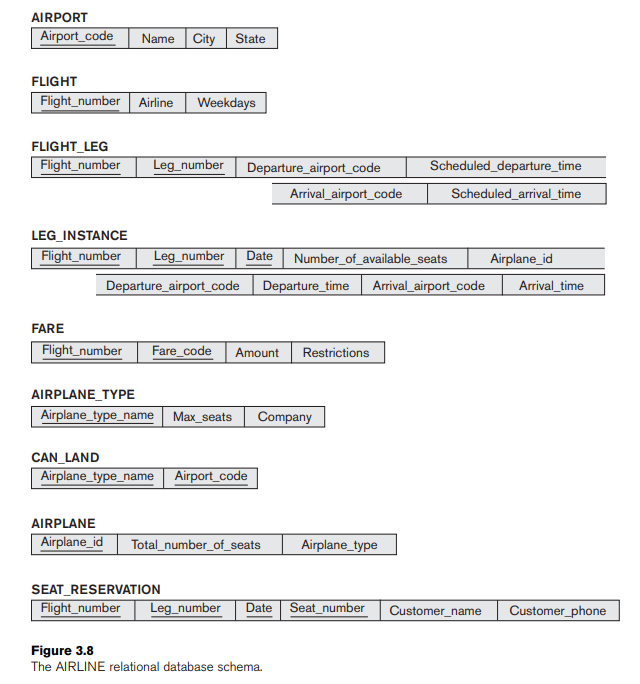 AIRPORT
Airport_code Name City State
FLIGHT
Flight_number Airline Weekdays
FLIGHT_LEG
Flight_number Leg_number Departure_airport_code Scheduled_departure_time
Arrival_airport_code Scheduled_arrival_time
LEG_INSTANCE
Flight_number Leg_number Date Number_of_available_seats Airplane_id
Departure_airport_code Departure_time Arrival_airport_code Arrival_time
FARE
Flight_number Fare_code Amount Restrictions
AIRPLANE_TYPE
Airplane_type_name Max_seats Company
CAN_LAND
Airplane_type_name Airport_code
AIRPLANE
Airplane_id Total_number_of_seats Airplane_type
SEAT_RESERVATION
Flight_number Leg_number Date Seat_number Customer_name Customer_phone
Figure 3.8
The AIRLINE relational database schema.